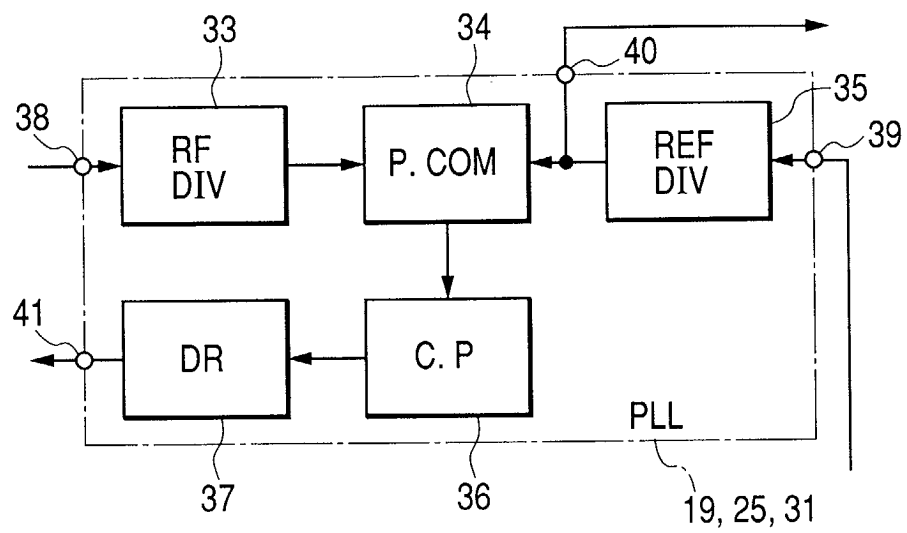 33
34
40
35
38
39
RF
DIV
P. COM
REF
DIV
41
DR
C. P
PLL
37
36
19, 25, 31